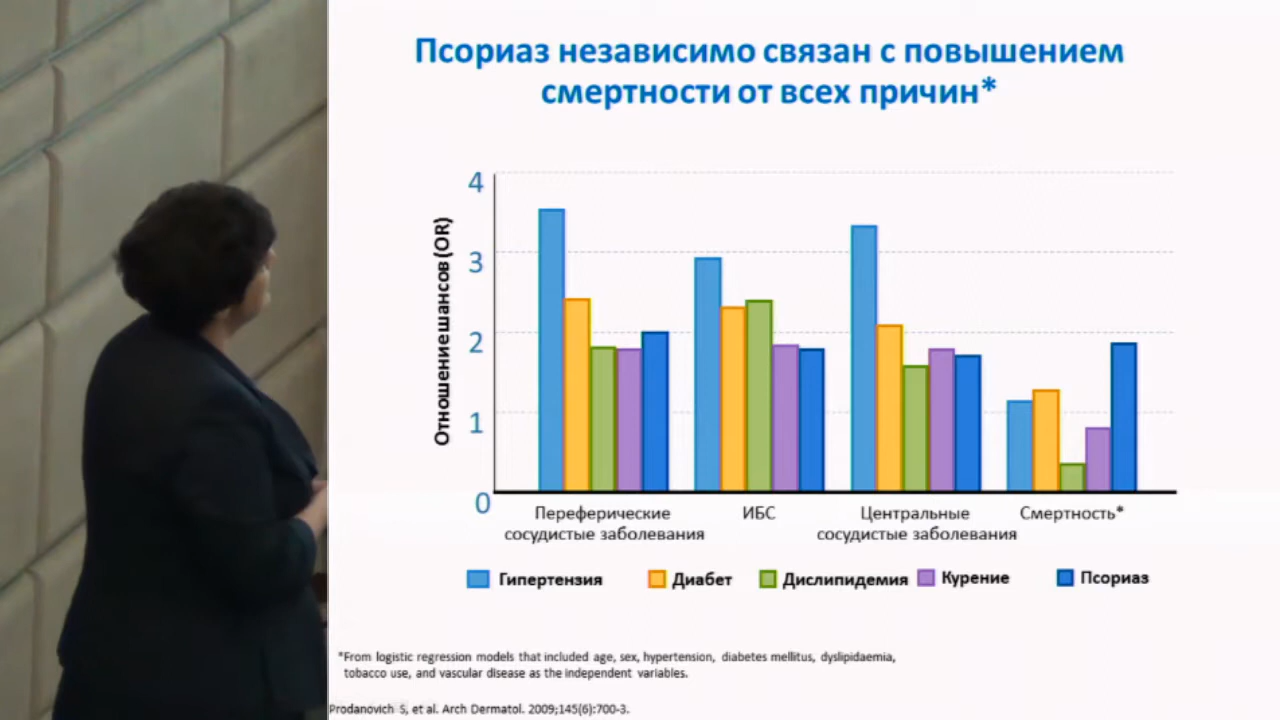 Псориаз независимо связан с повышением
смертности от всех причин*
4
3
2
1
0
Отношение шансов (OR)
Переферические
сосудистые заболевания
ИБС
Центральные
сосудистые заболевания
Смертность*
Гипертензия
Диабет
Дислипидемия
Курение
Псориаз
*From logistic regression models that included age, sex, hypertension, diabetes mellitus, dyslipidaemia,
tobacco use, and vascular disease as the independent variables.
Prodanovich S, et al. Arch Dermatol. 2009;145(6):700-3.